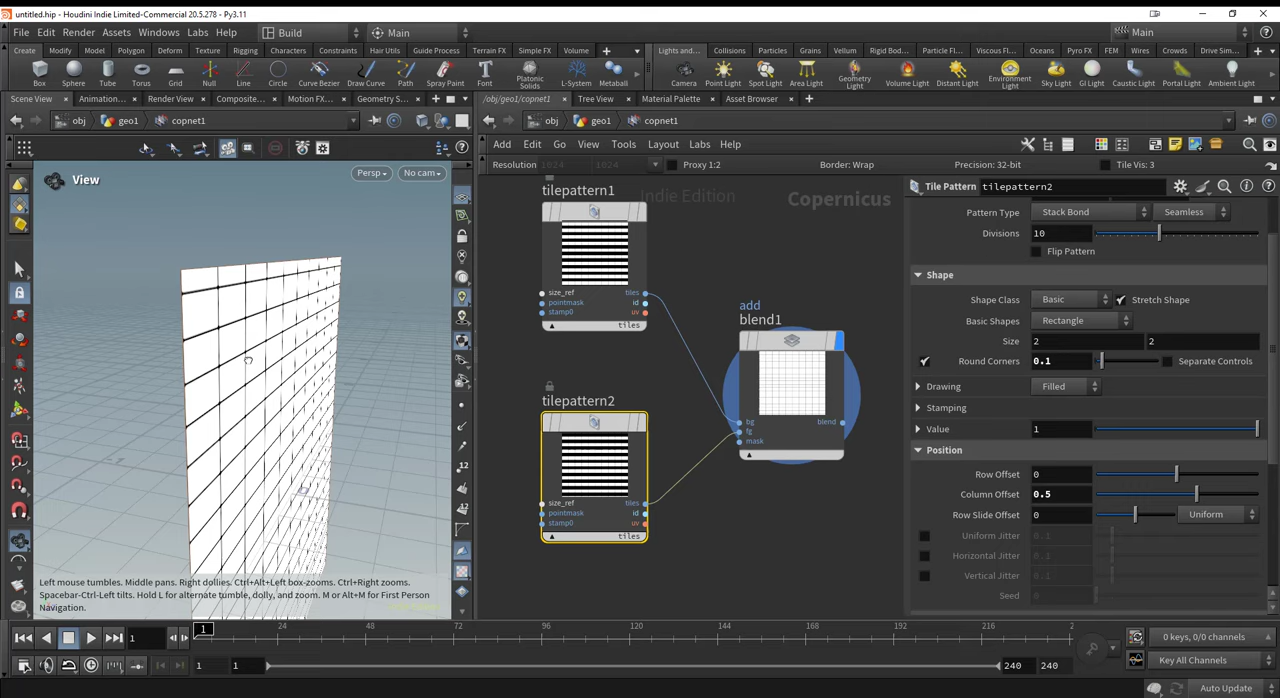 untitled.hip - Houdini Indie Limited-Commercial 20.5.278 - Py3.11
File Edit Render Assets Windows Labs Help Build Main Main
Create Modify Model Polygon Deform Texture Rigging Characters Constraints Hair Utils Guide Process Terrain FX Simple FX Volume Lights and... Collisions Particles Grains Vellum Rigid Bod... Particle Fl... Viscous Fl... Oceans Pyro FX FEM Wires Crowds Drive Sim...
Box Sphere Tube Torus Grid Null Line Circle Curve Bezier Draw Curve Path Spray Paint Font Platonic Solids L-System Metaball Camera Point Light Spot Light Area Light Geometry Light Volume Light Distant Light Environment Light Sky Light GI Light Caustic Light Portal Light Ambient Light
Scene View Animation... Render View Composite... Motion FX... Geometry S... /obj/geo1/copnet1 Tree View Material Palette Asset Browser
obj geo1 copnet1 obj geo1 copnet1
Add Edit Go View Tools Layout Labs Help
Resolution 1024 1024 Proxy 1:2 Border: Wrap Precision: 32-bit Tile Vis: 3
View Persp No cam
Indie Edition Copernicus
tilepattern1
size_ref tiles
pointmask id
stamp0 uv
tiles
tilepattern2
size_ref tiles
pointmask id
stamp0 uv
tiles
add
blend1
bg blend
fg
mask
Tile Pattern tilepattern2
Pattern Type Stack Bond Seamless
Divisions 10
Flip Pattern
Shape
Shape Class Basic Stretch Shape
Basic Shapes Rectangle
Size 2 2
Round Corners 0.1 Separate Controls
Drawing Filled
Stamping
Value 1
Position
Row Offset 0
Column Offset 0.5
Row Slide Offset 0 Uniform
Uniform Jitter 0.1
Horizontal Jitter 0.1
Vertical Jitter 0.1
Seed
Left mouse tumbles. Middle pans. Right dollies. Ctrl+Alt+Left box-zooms. Ctrl+Right zooms.
Spacebar-Ctrl-Left tilts. Hold L for alternate tumble, dolly, and zoom. M or Alt+M for First Person
Navigation.
1 1 24 48 72 96 120 144 168 192 216 2
0 keys, 0/0 channels
1 1 240 240 Key All Channels
Auto Update